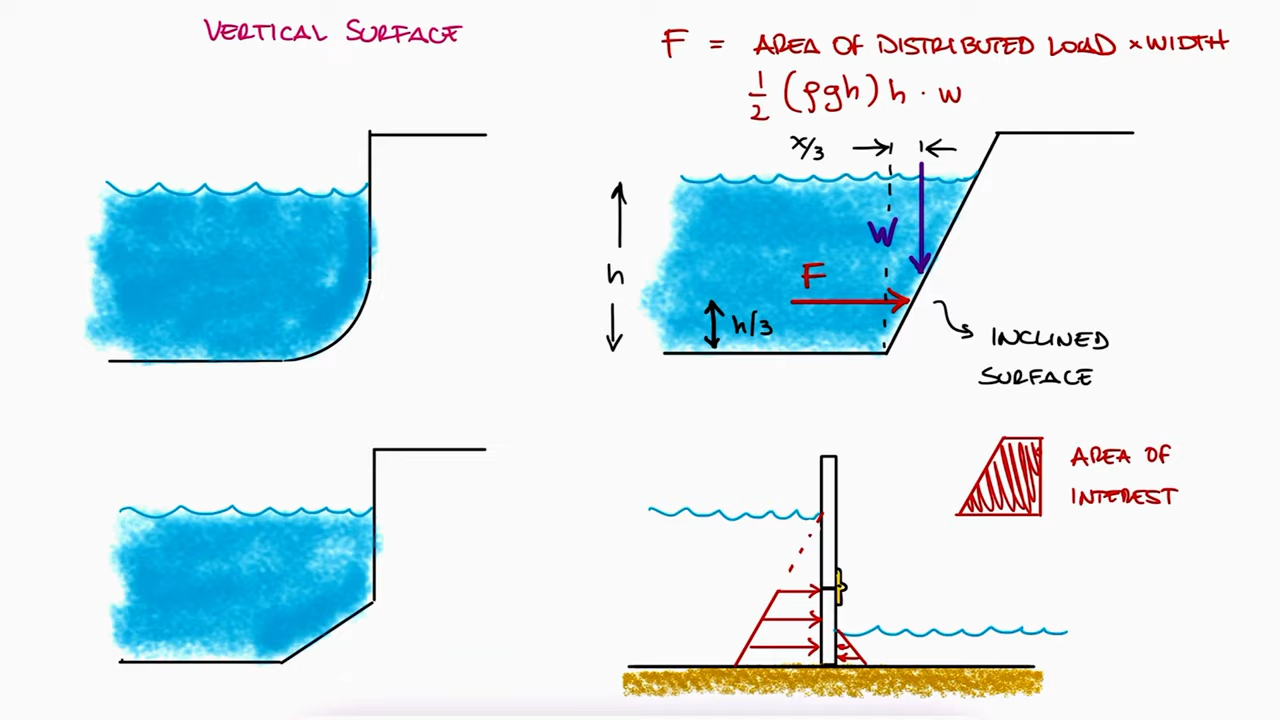 VERTICAL SURFACE
F = AREA OF DISTRIBUTED LOAD × WIDTH
1/2 (ρgh) h · w
x/3
W
h
F
h/3
INCLINED
SURFACE
AREA OF
INTEREST